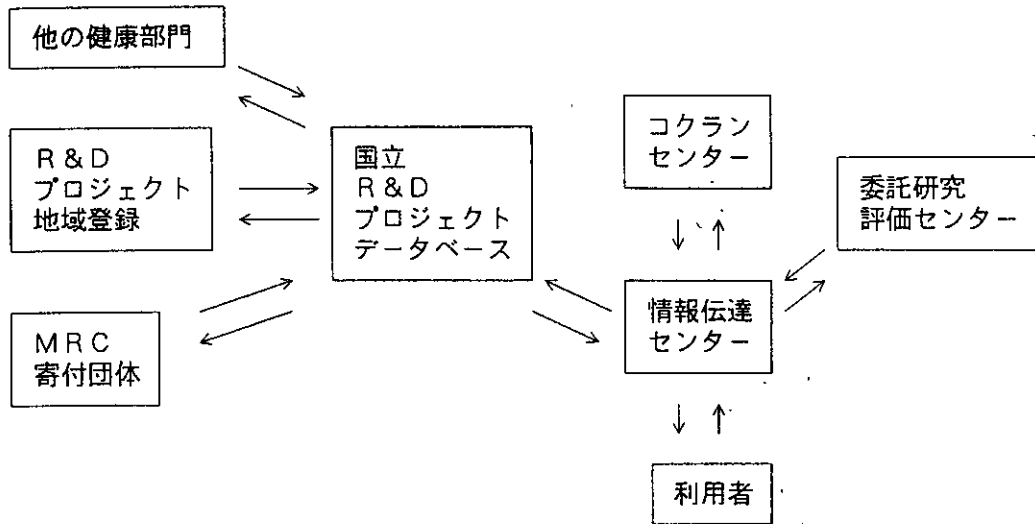 他の健康部門
Ｒ＆Ｄ
プロジェクト
地域登録
ＭＲＣ
寄付団体
国立
Ｒ＆Ｄ
プロジェクト
データベース
コクラン
センター
情報伝達
センター
利用者
委託研究
評価センター